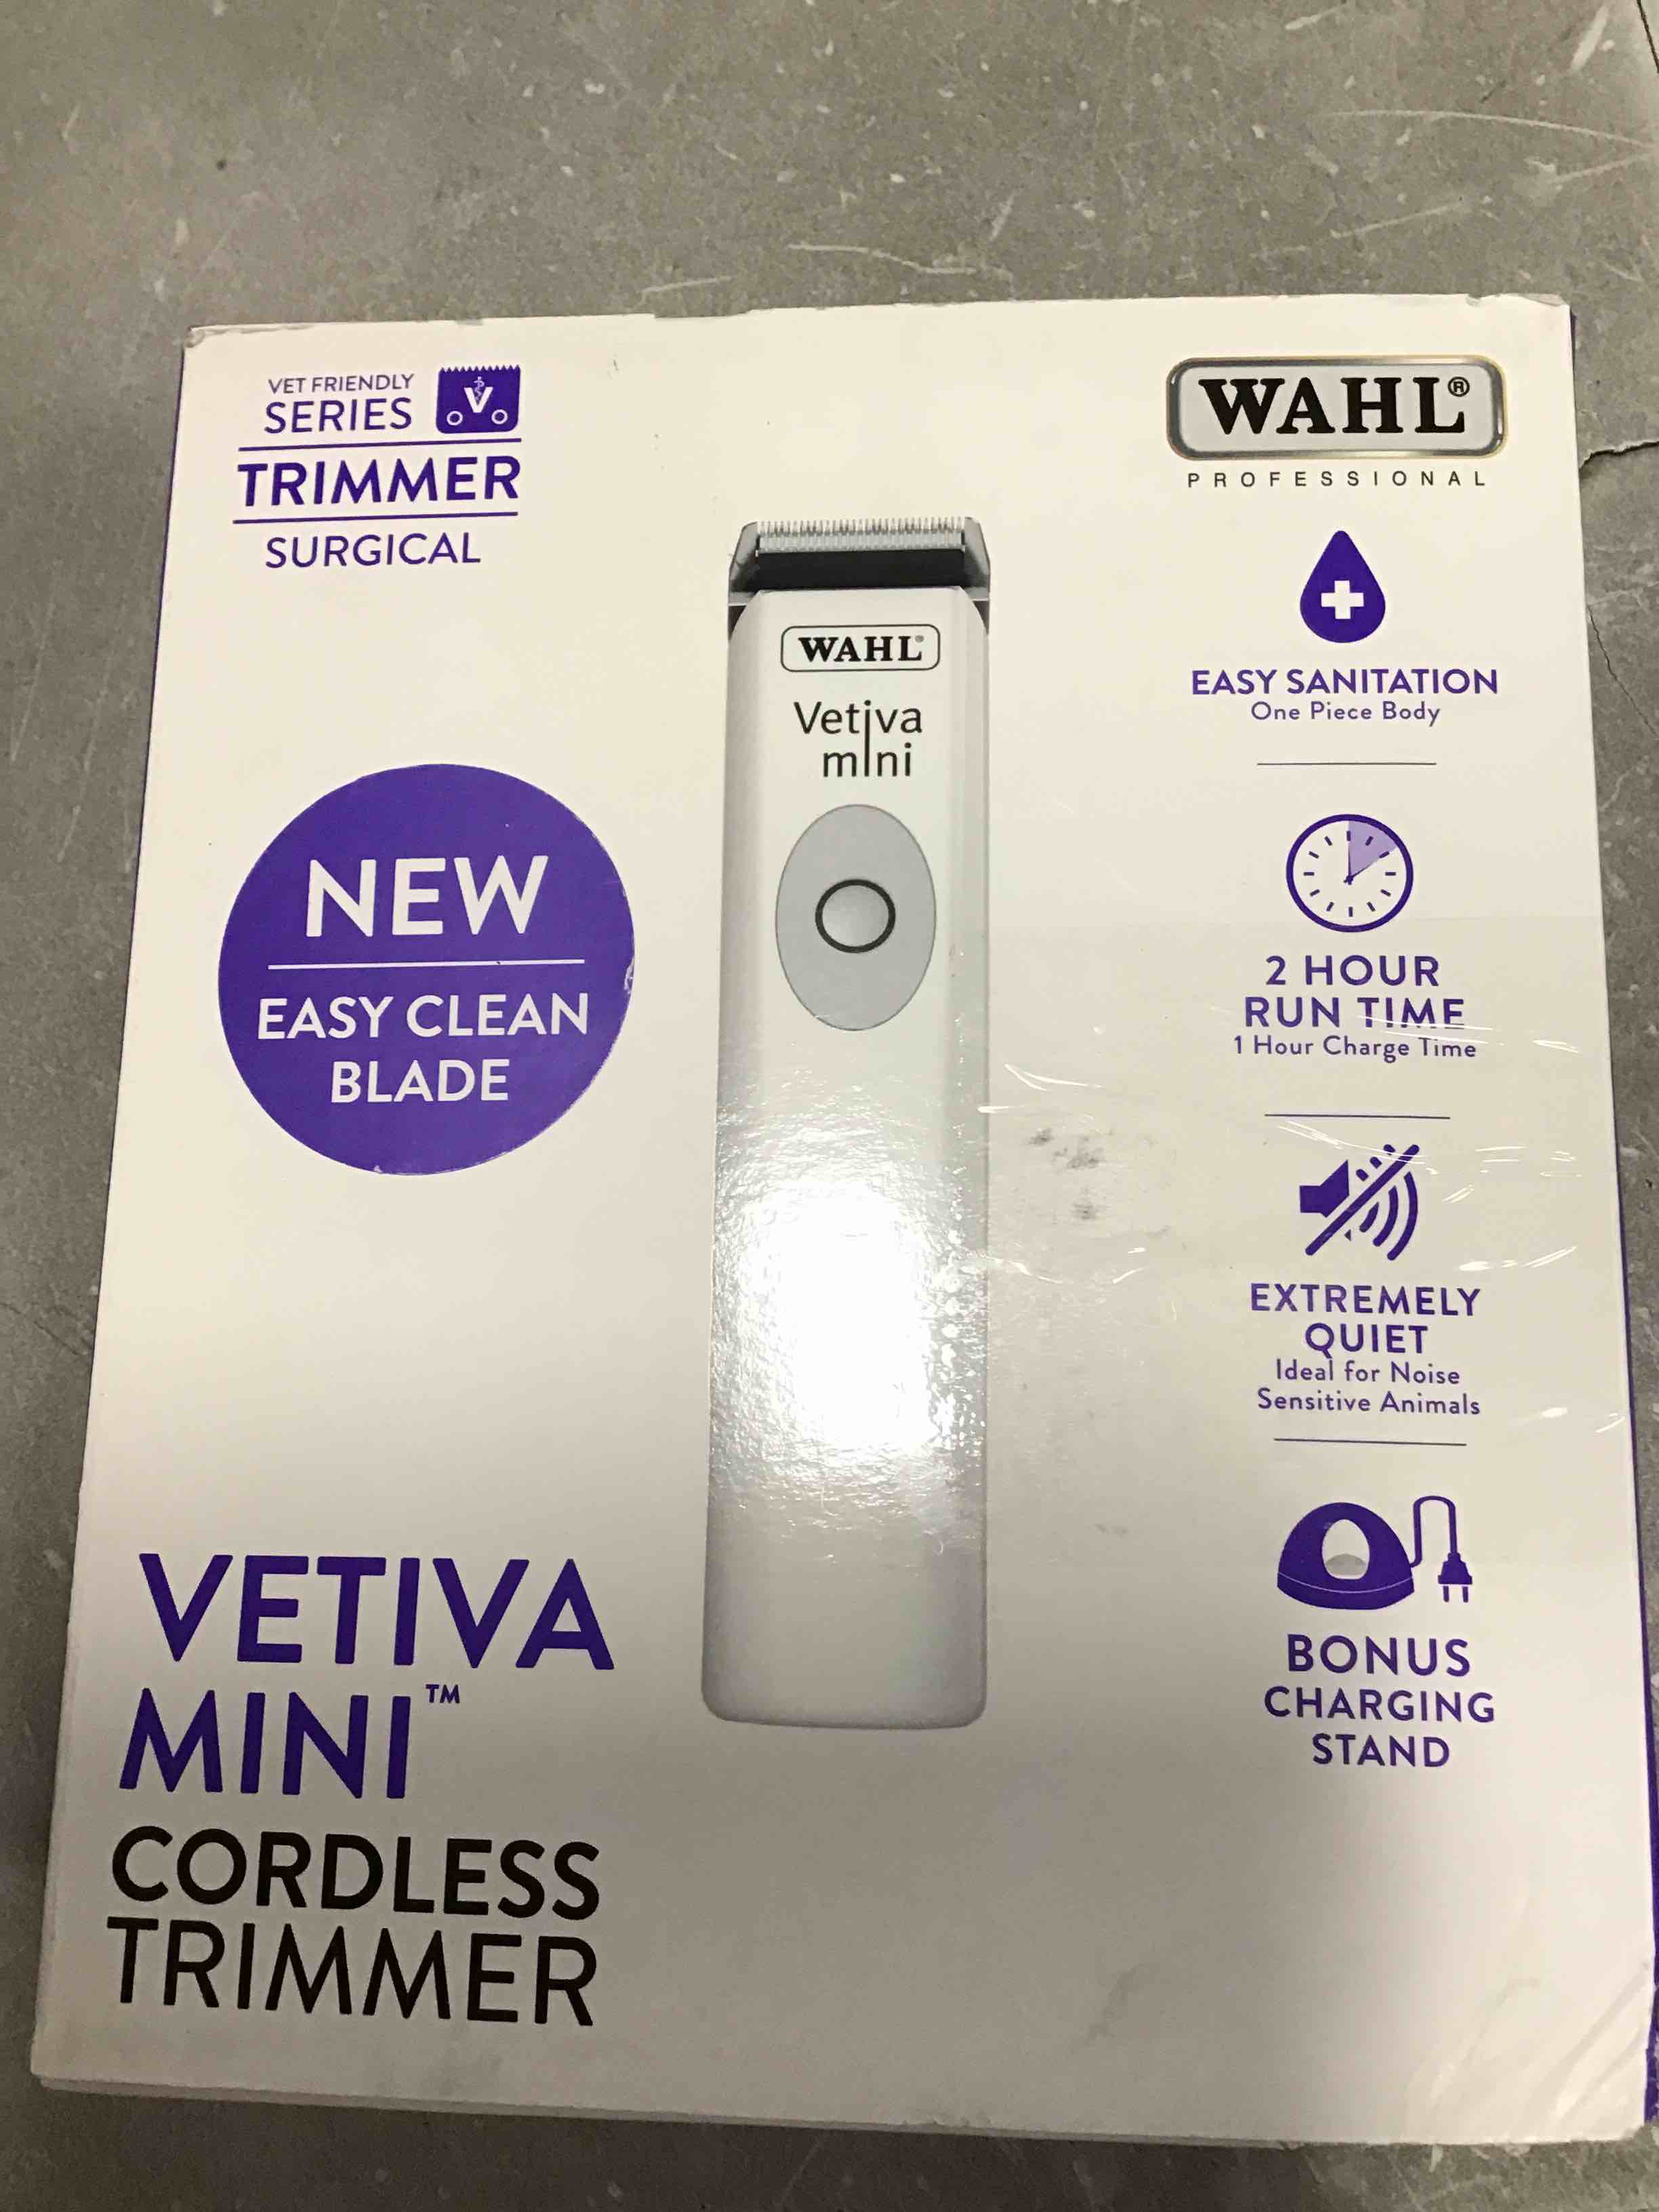 VET FRIENDLY
SERIES
V
TRIMMER
SURGICAL
WAHL®
PROFESSIONAL
WAHL®
Vetiva
mini
EASY SANITATION
One Piece Body
NEW
EASY CLEAN
BLADE
2 HOUR
RUN TIME
1 Hour Charge Time
EXTREMELY
QUIET
Ideal for Noise
Sensitive Animals
BONUS
CHARGING
STAND
VETIVA
MINI™
CORDLESS
TRIMMER